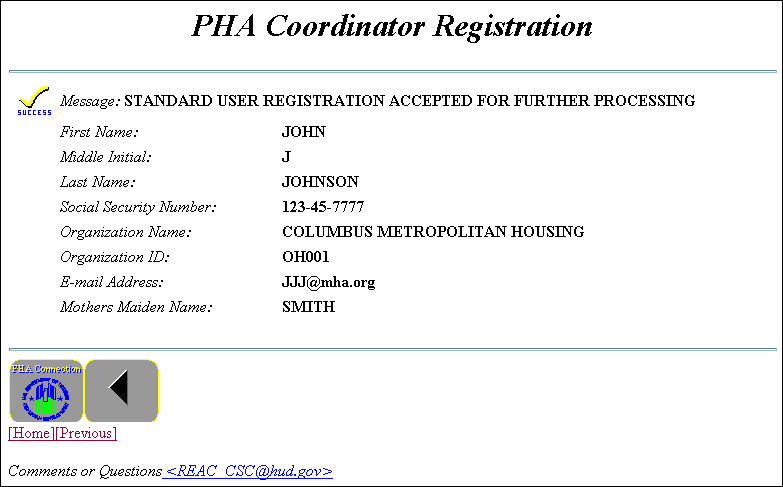 PHA Coordinator Registration
SUCCESS
Message: STANDARD USER REGISTRATION ACCEPTED FOR FURTHER PROCESSING
First Name: JOHN
Middle Initial: J
Last Name: JOHNSON
Social Security Number: 123-45-7777
Organization Name: COLUMBUS METROPOLITAN HOUSING
Organization ID: OH001
E-mail Address: JJJ@mha.org
Mothers Maiden Name: SMITH
PHA Connection
[Home][Previous]
Comments or Questions <REAC_CSC@hud.gov>